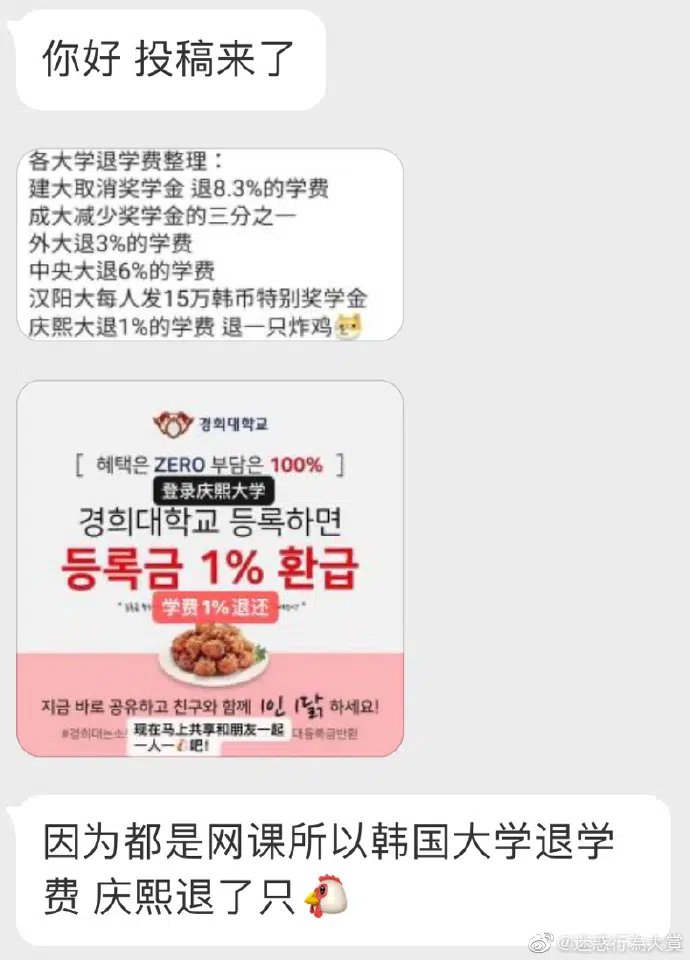 你好 投稿来了
各大学退学费整理：
建大取消奖学金 退8.3%的学费
成大减少奖学金的三分之一
外大退3%的学费
中央大退6%的学费
汉阳大每人发15万韩币特别奖学金
庆熙大退1%的学费 退一只炸鸡
경희대학교
[ 혜택은 ZERO 부담은 100% ]
登录庆熙大学
경희대학교 등록하면
등록금 1% 환급
学费1%退还
지금 바로 공유하고 친구와 함께 1인 1닭 하세요!
#경희대는소 现在马上共享和朋友一起 대등록금반환
一人一🍗吧!
因为都是网课所以韩国大学退学
费 庆熙退了只🐔
@迷惑行为大赏